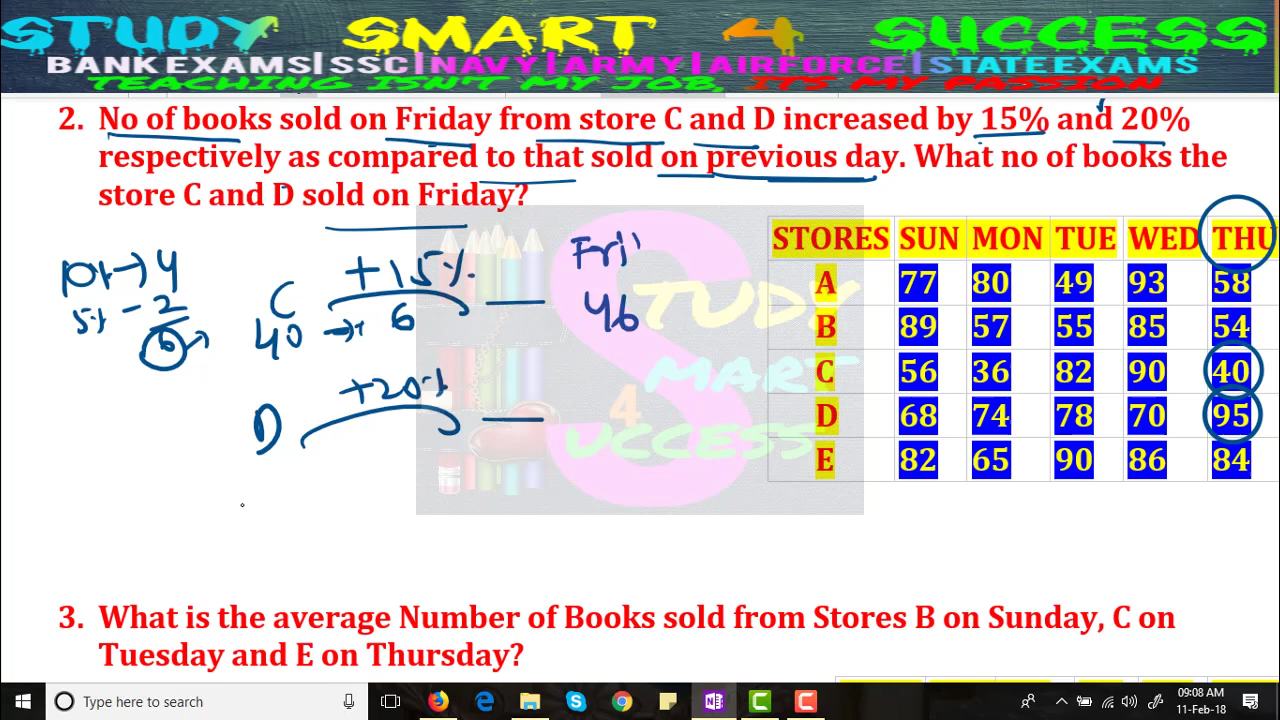 STUDY SMART 4 SUCCESS
BANK EXAMS|SSC|NAVY|ARMY|AIRFORCE|STATE EXAMS
TEACHING ISN'T MY JOB, IT'S MY PASSION
2. No of books sold on Friday from store C and D increased by 15% and 20%
respectively as compared to that sold on previous day. What no of books the
store C and D sold on Friday?
10% → 4
5% - 2
6 →
C +15% Fri
40 → 6 46
D +20%
STUDY
SMART
4
UCCESS
STORES SUN MON TUE WED THU
A 77 80 49 93 58
B 89 57 55 85 54
C 56 36 82 90 40
D 68 74 78 70 95
E 82 65 90 86 84
3. What is the average Number of Books sold from Stores B on Sunday, C on
Tuesday and E on Thursday?
Type here to search
09:08 AM
11-Feb-18